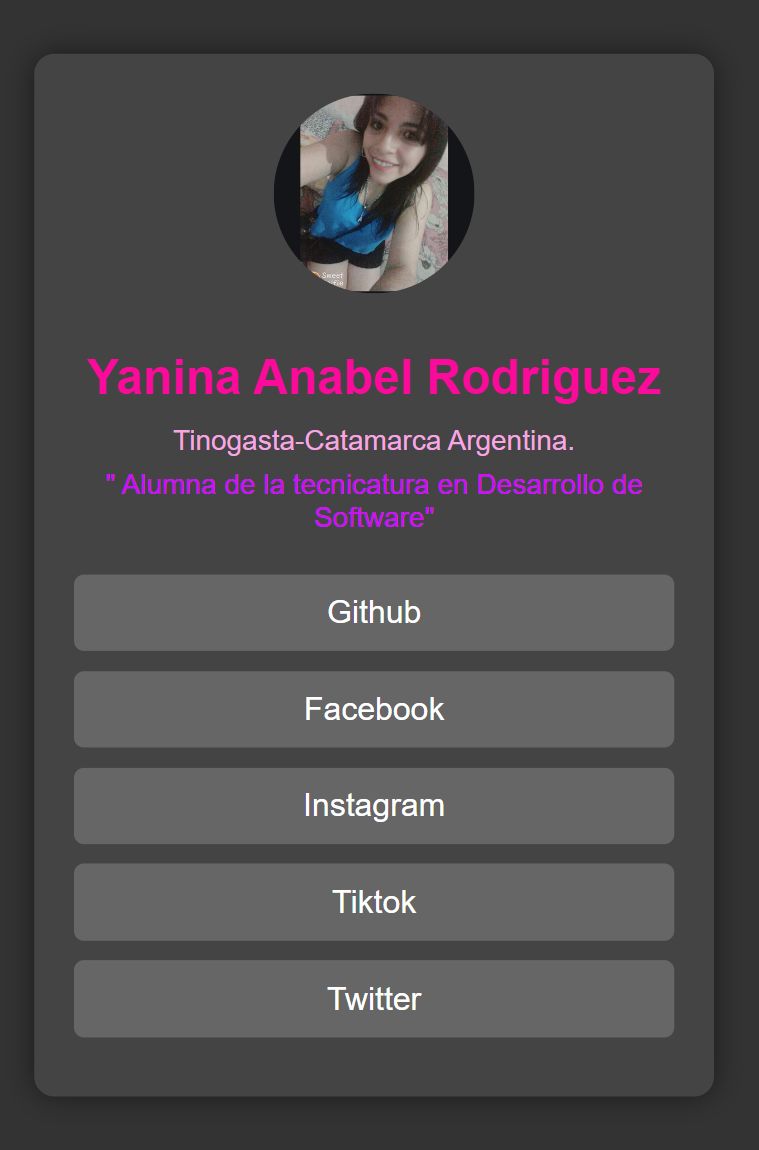 Sweet
Yanina Anabel Rodriguez
Tinogasta-Catamarca Argentina.
" Alumna de la tecnicatura en Desarrollo de
Software"
Github
Facebook
Instagram
Tiktok
Twitter